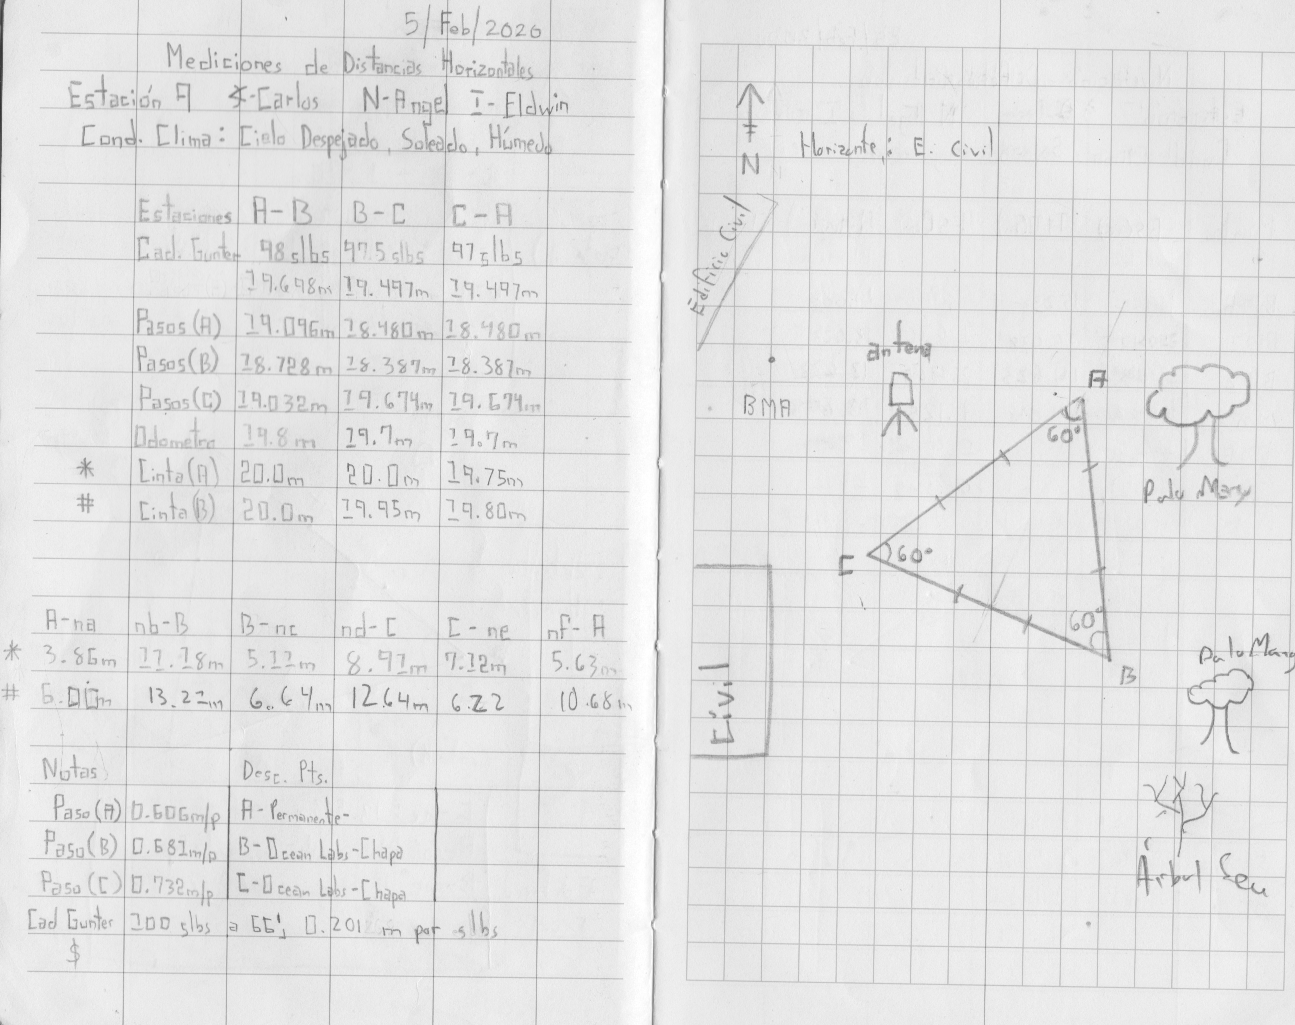 5/Feb/2026
Mediciones de Distancias Horizontales
Estación A -Carlos N-Angel I-Eldwin
Cond. Clima: Cielo Despejado, Soleado, Húmedo
Estaciones A-B B-C C-A
Cad. Gunter 98 slbs 97.5 slbs 97 slbs
19.698m 19.497m 19.497m
Pasos(A) 19.096m 18.480m 18.480m
Pasos(B) 18.728m 18.387m 18.387m
Pasos(C) 19.032m 19.674m 19.674m
Odometro 19.8m 19.7m 19.7m
* Cinta(A) 20.0m 20.0m 19.75m
# Cinta(B) 20.0m 19.95m 19.80m
A-na nb-B B-nc nd-C C-ne nf-A
* 3.86m 11.18m 5.12m 8.91m 7.12m 5.63m
# 6.00m 13.21m 6.64m 12.64m 6.22 10.68m
Notas Desc. Pts.
Paso(A) 0.606m/p A-Permanente-
Paso(B) 0.681m/p B-Ocean Labs-Chapa
Paso(C) 0.732m/p C-Ocean Labs-Chapa
Cad Gunter 100 slbs a 66'; 0.201 m por slbs
$
N
Horizonte: E. Civil
Edificio Civil
antena
BMA
A
60°
Palo Mang
C
60°
60°
B
Palo Mang
Civil
Árbol Seco